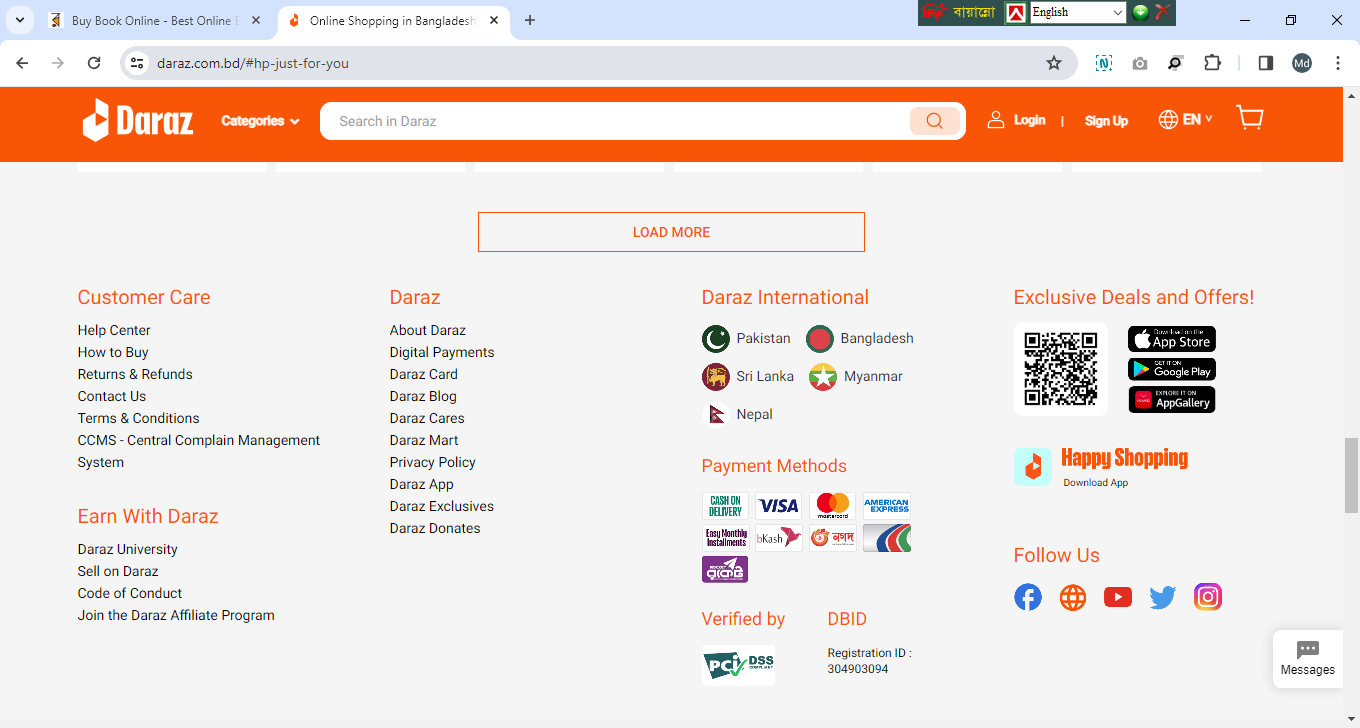 Buy Book Online - Best Online B
Online Shopping in Bangladesh
বায়ান্নো
English
daraz.com.bd/#hp-just-for-you
Md
Daraz
Categories
Search in Daraz
Login
|
Sign Up
EN
LOAD MORE
Customer Care
Help Center
How to Buy
Returns & Refunds
Contact Us
Terms & Conditions
CCMS - Central Complain Management
System
Earn With Daraz
Daraz University
Sell on Daraz
Code of Conduct
Join the Daraz Affiliate Program
Daraz
About Daraz
Digital Payments
Daraz Card
Daraz Blog
Daraz Cares
Daraz Mart
Privacy Policy
Daraz App
Daraz Exclusives
Daraz Donates
Daraz International
Pakistan
Bangladesh
Sri Lanka
Myanmar
Nepal
Payment Methods
CASH ON
DELIVERY
VISA
mastercard
AMERICAN
EXPRESS
Easy Monthly
Installments
bKash
নগদ
ROCKET
রকেট
Verified by
PCI DSS
COMPLIANT
DBID
Registration ID :
304903094
Exclusive Deals and Offers!
Download on the
App Store
GET IT ON
Google Play
EXPLORE IT ON
AppGallery
Happy Shopping
Download App
Follow Us
Messages